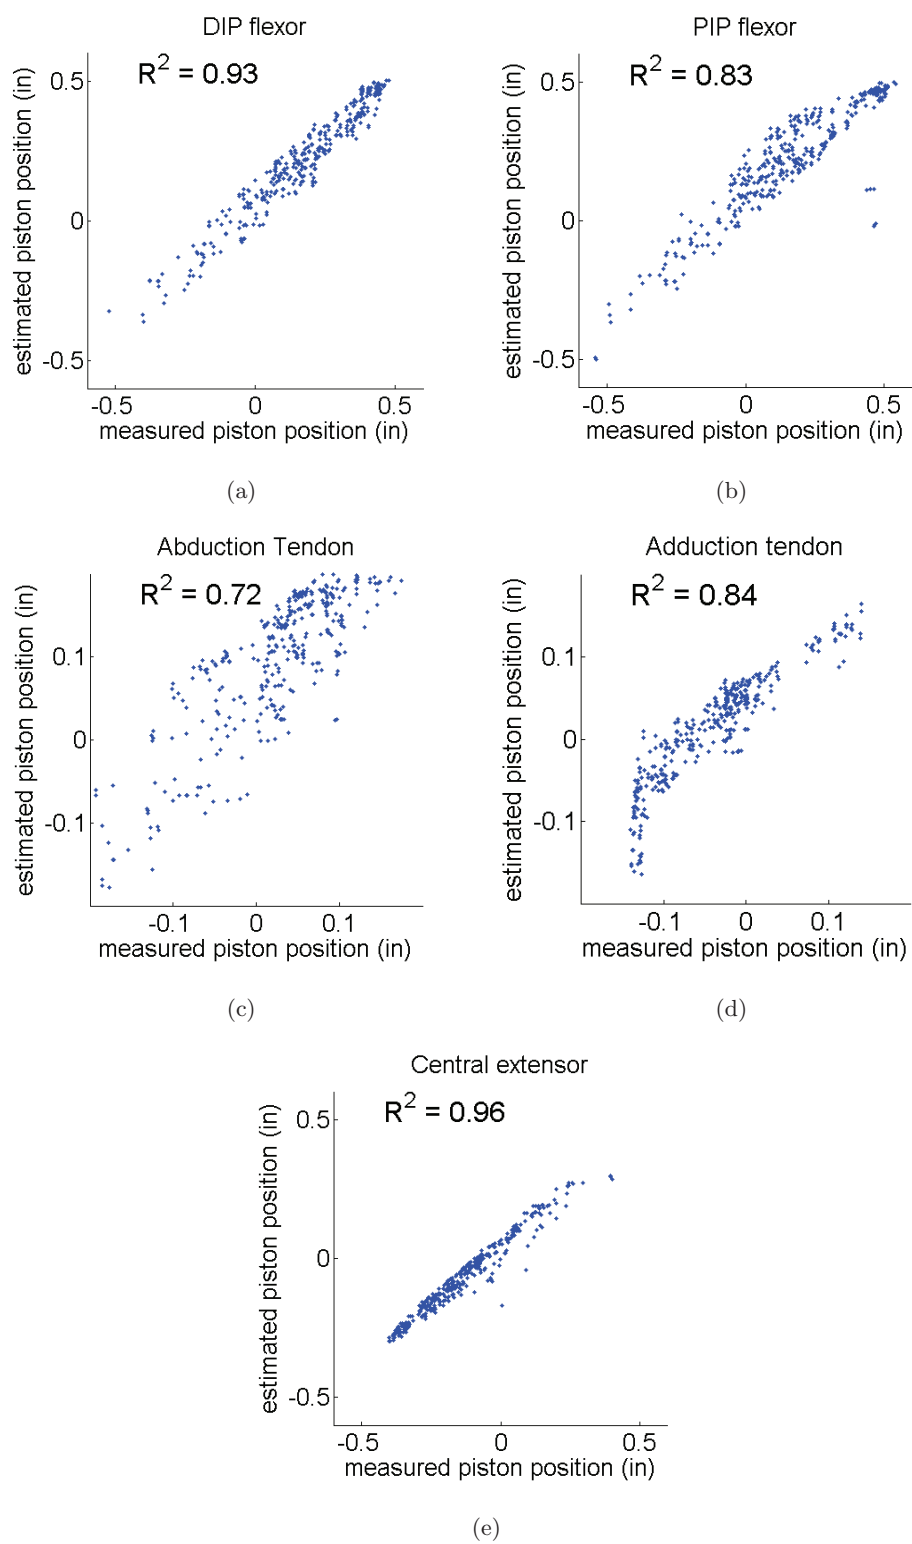 DIP flexor
R² = 0.93
estimated piston position (in)
0.5
0
-0.5
-0.5 0 0.5
measured piston position (in)
(a)
PIP flexor
R² = 0.83
estimated piston position (in)
0.5
0
-0.5
-0.5 0 0.5
measured piston position (in)
(b)
Abduction Tendon
R² = 0.72
estimated piston position (in)
0.1
0
-0.1
-0.1 0 0.1
measured piston position (in)
(c)
Adduction tendon
R² = 0.84
estimated piston position (in)
0.1
0
-0.1
-0.1 0 0.1
measured piston position (in)
(d)
Central extensor
R² = 0.96
estimated piston position (in)
0.5
0
-0.5
-0.5 0 0.5
measured piston position (in)
(e)